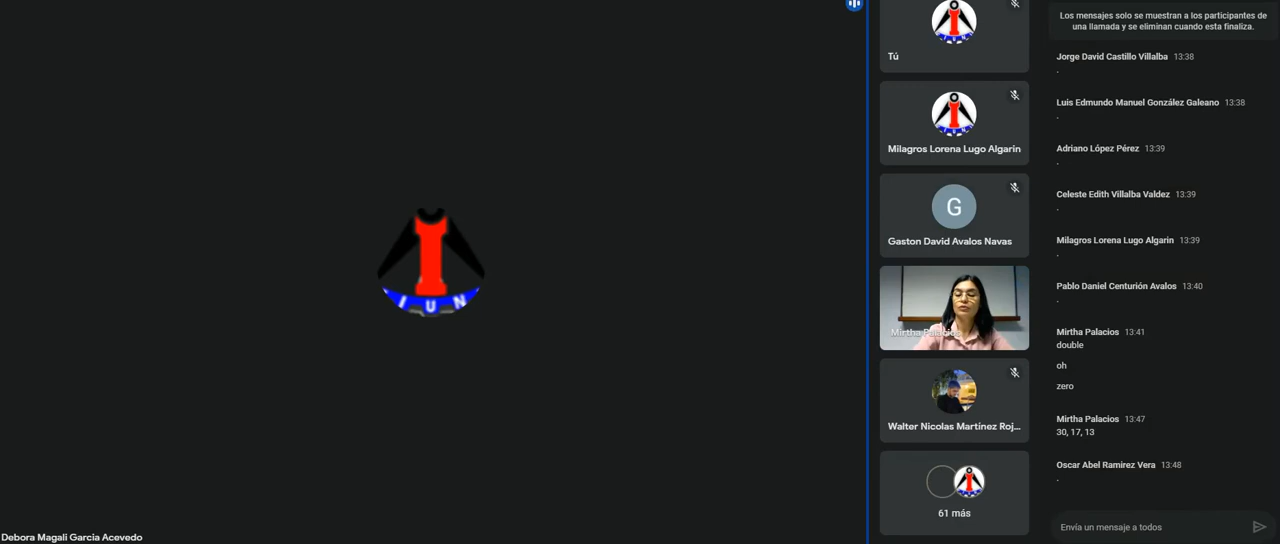 Debora Magali Garcia Acevedo
Tú
Milagros Lorena Lugo Algarin
G
Gaston David Avalos Navas
Mirtha Palacios
Walter Nicolas Martínez Roj...
61 más
Los mensajes solo se muestran a los participantes de
una llamada y se eliminan cuando esta finaliza.
Jorge David Castillo Villalba 13:38
.
Luis Edmundo Manuel González Galeano 13:38
.
Adriano López Pérez 13:39
.
Celeste Edith Villalba Valdez 13:39
.
Milagros Lorena Lugo Algarin 13:39
.
Pablo Daniel Centurión Avalos 13:40
.
Mirtha Palacios 13:41
double
oh
zero
Mirtha Palacios 13:47
30, 17, 13
Oscar Abel Ramirez Vera 13:48
.
Envía un mensaje a todos
I U N
I U N
I U N